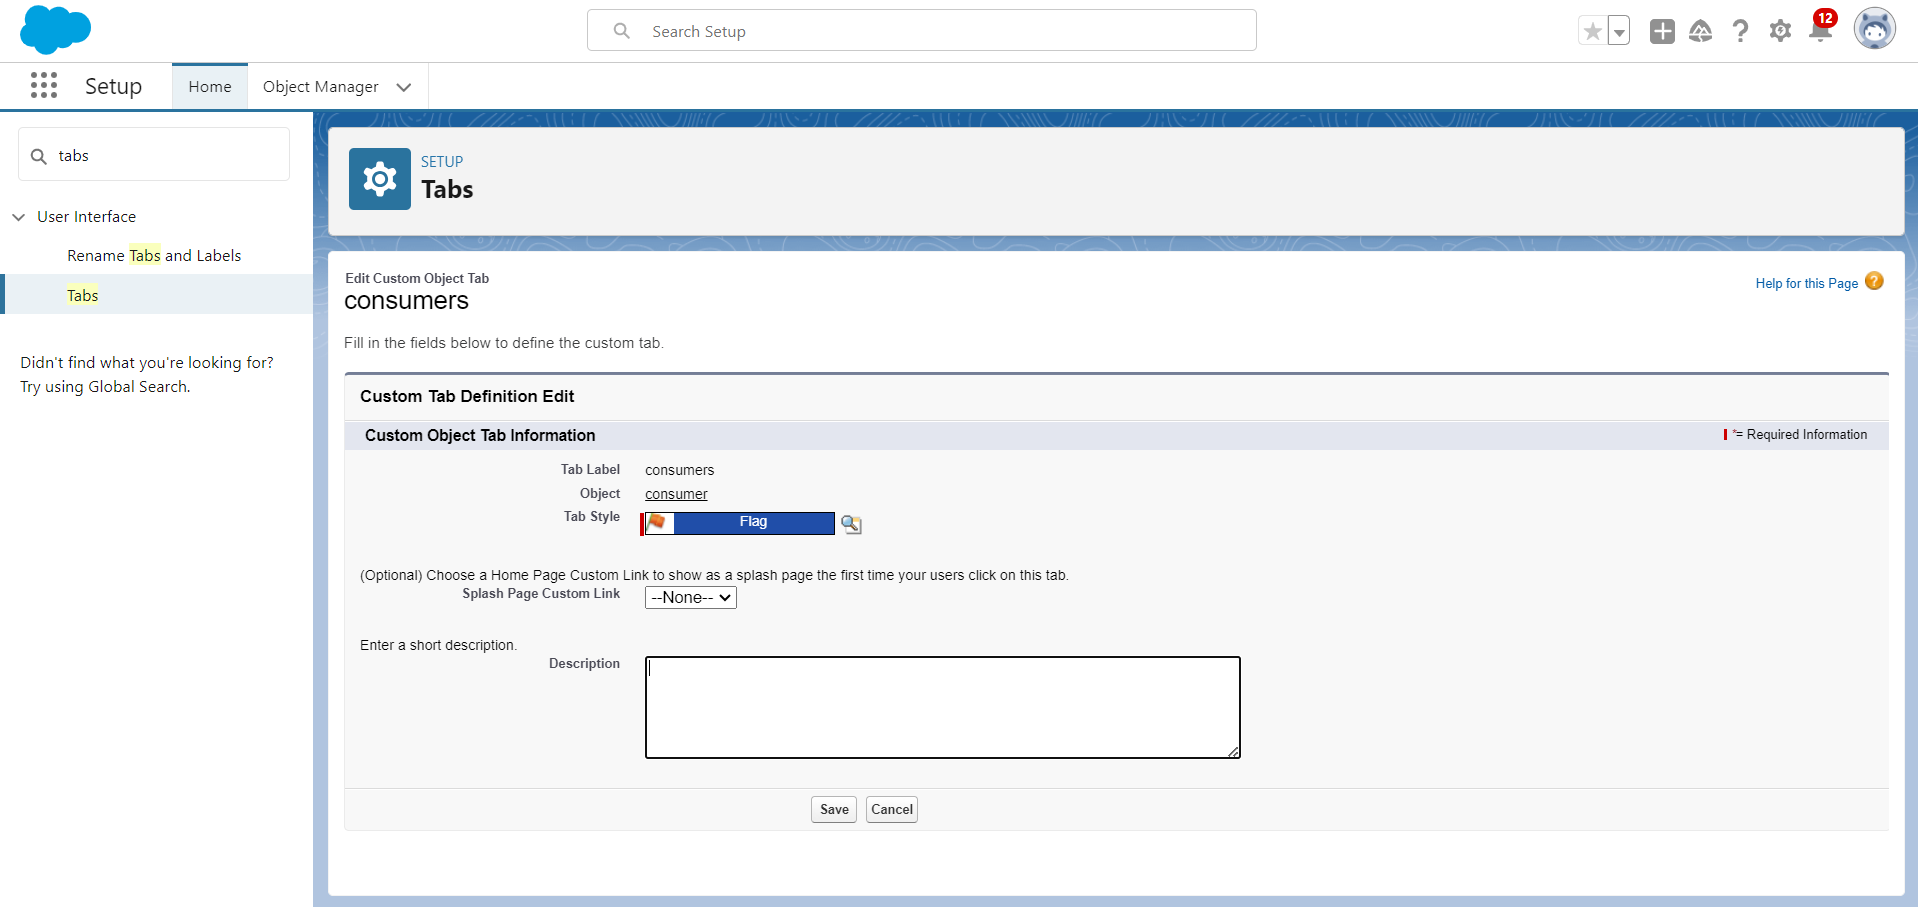 Search Setup
12
Setup
Home
Object Manager
tabs
User Interface
Rename Tabs and Labels
Tabs
Didn't find what you're looking for?
Try using Global Search.
SETUP
Tabs
Edit Custom Object Tab
consumers
Help for this Page
Fill in the fields below to define the custom tab.
Custom Tab Definition Edit
Custom Object Tab Information
*= Required Information
Tab Label consumers
Object consumer
Tab Style Flag
(Optional) Choose a Home Page Custom Link to show as a splash page the first time your users click on this tab.
Splash Page Custom Link --None--
Enter a short description.
Description
Save Cancel